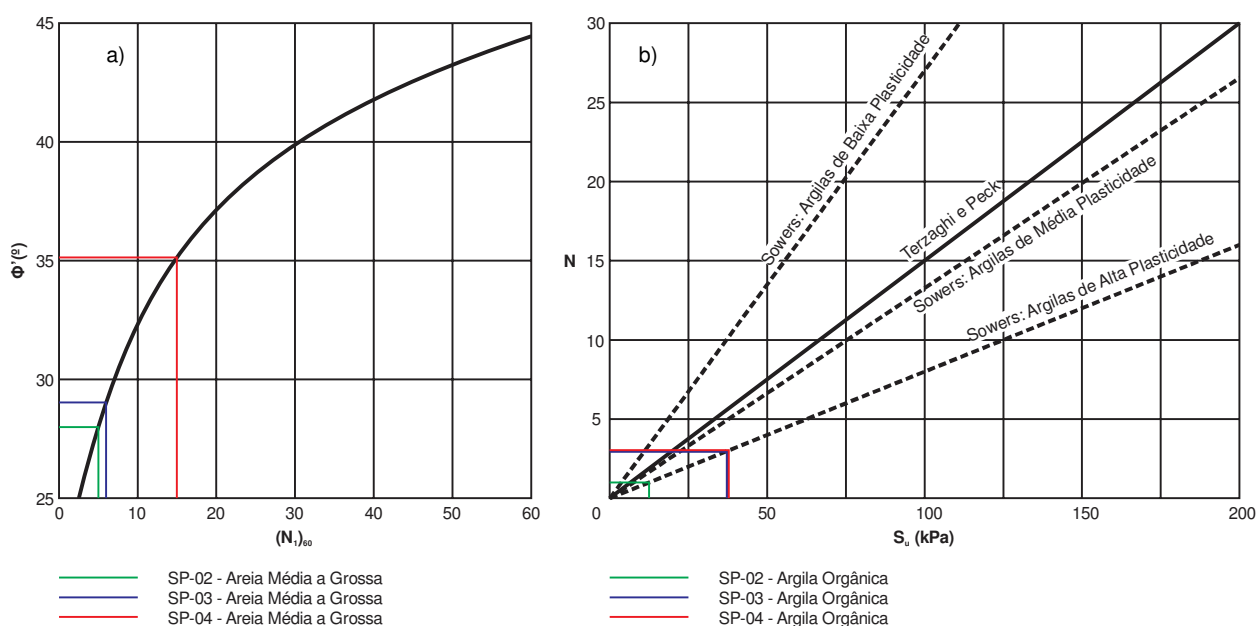 a)
45
40
35
30
25
Φ'(º)
0
10
20
30
40
50
60
(N₁)₆₀
SP-02 - Areia Média a Grossa
SP-03 - Areia Média a Grossa
SP-04 - Areia Média a Grossa
b)
30
25
20
15
10
5
N
0
50
100
150
200
Sᵤ (kPa)
Sowers: Argilas de Baixa Plasticidade
Terzaghi e Peck
Sowers: Argilas de Média Plasticidade
Sowers: Argilas de Alta Plasticidade
SP-02 - Argila Orgânica
SP-03 - Argila Orgânica
SP-04 - Argila Orgânica